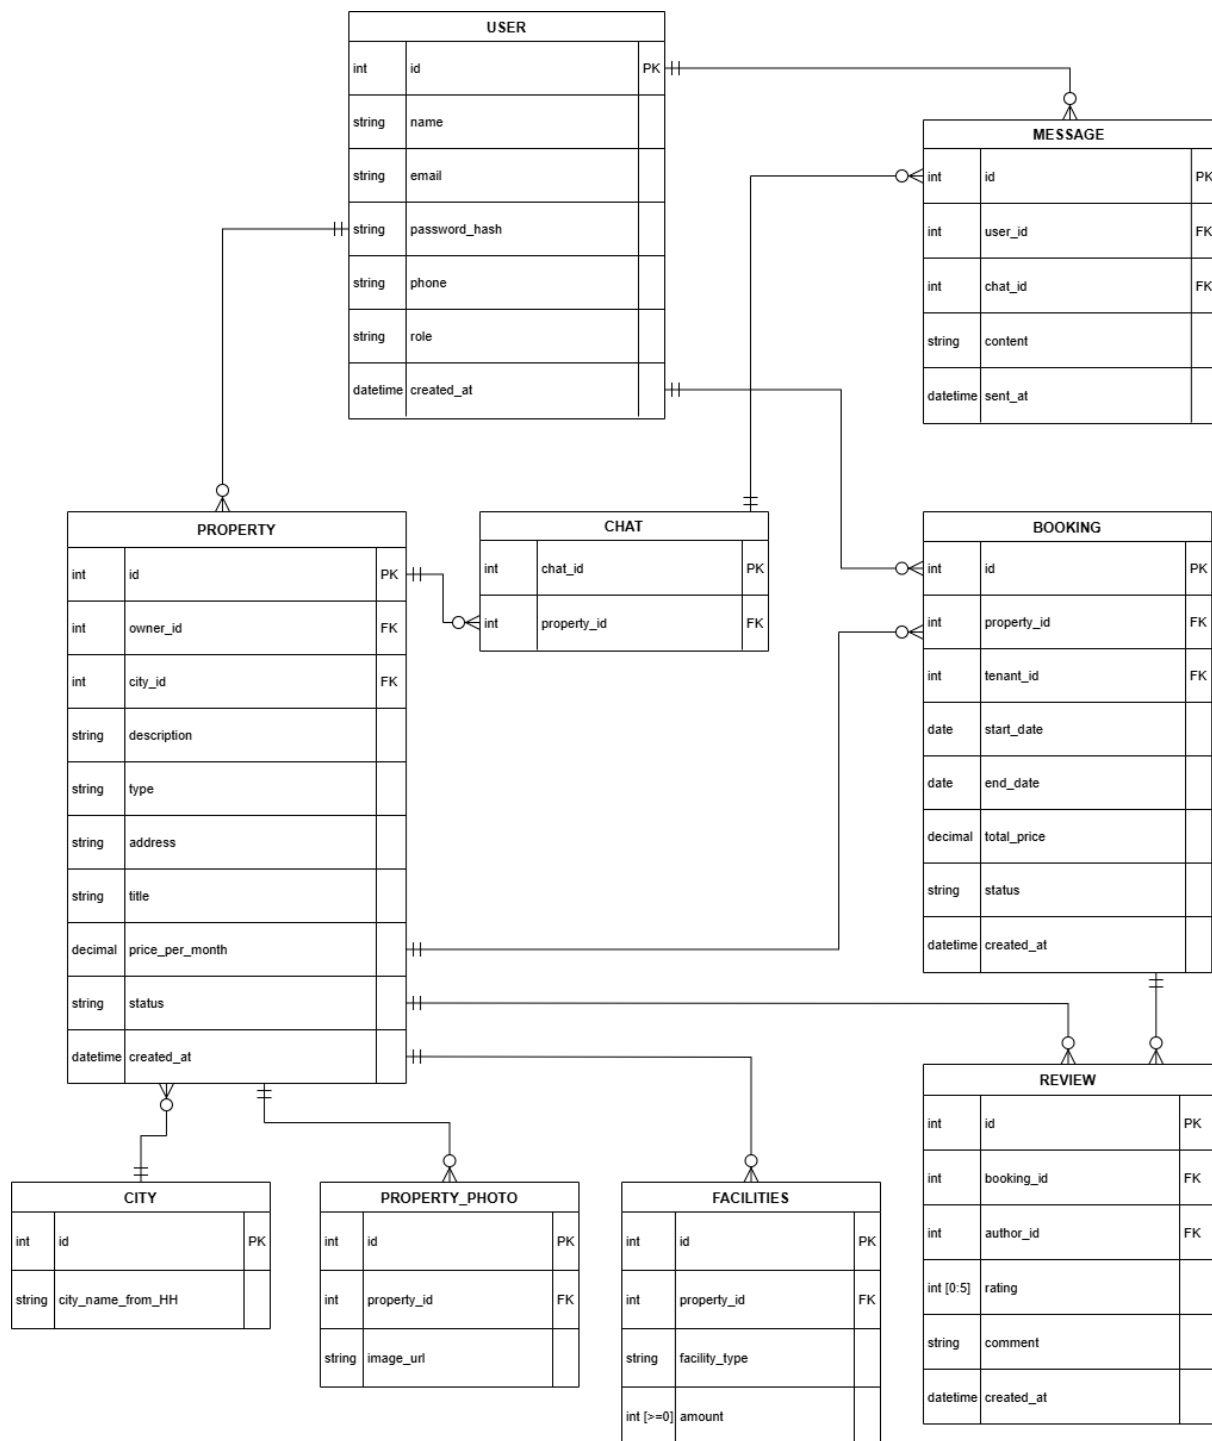 USER
int id PK
string name
string email
string password_hash
string phone
string role
datetime created_at
MESSAGE
int id PK
int user_id FK
int chat_id FK
string content
datetime sent_at
PROPERTY
int id PK
int owner_id FK
int city_id FK
string description
string type
string address
string title
decimal price_per_month
string status
datetime created_at
CHAT
int chat_id PK
int property_id FK
BOOKING
int id PK
int property_id FK
int tenant_id FK
date start_date
date end_date
decimal total_price
string status
datetime created_at
CITY
int id PK
string city_name_from_HH
PROPERTY_PHOTO
int id PK
int property_id FK
string image_url
FACILITIES
int id PK
int property_id FK
string facility_type
int [>=0] amount
REVIEW
int id PK
int booking_id FK
int author_id FK
int [0:5] rating
string comment
datetime created_at